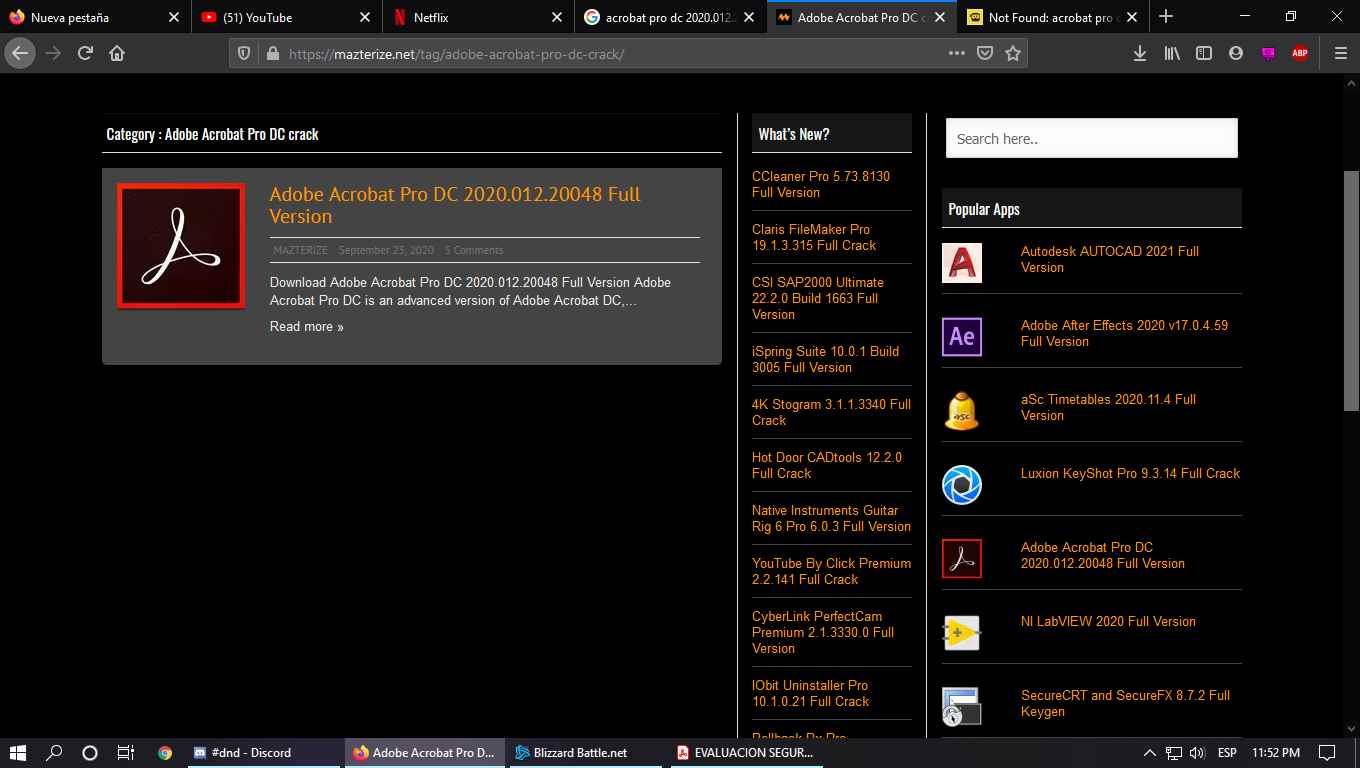 Nueva pestaña
(51) YouTube
Netflix
acrobat pro dc 2020.012.
Adobe Acrobat Pro DC c
Not Found: acrobat pro c
https://mazterize.net/tag/adobe-acrobat-pro-dc-crack/
ABP
Category : Adobe Acrobat Pro DC crack
Adobe Acrobat Pro DC 2020.012.20048 Full
Version
MAZTERIZE September 23, 2020 5 Comments
Download Adobe Acrobat Pro DC 2020.012.20048 Full Version Adobe
Acrobat Pro DC is an advanced version of Adobe Acrobat DC,...
Read more »
What's New?
CCleaner Pro 5.73.8130
Full Version
Claris FileMaker Pro
19.1.3.315 Full Crack
CSI SAP2000 Ultimate
22.2.0 Build 1663 Full
Version
iSpring Suite 10.0.1 Build
3005 Full Version
4K Stogram 3.1.1.3340 Full
Crack
Hot Door CADtools 12.2.0
Full Crack
Native Instruments Guitar
Rig 6 Pro 6.0.3 Full Version
YouTube By Click Premium
2.2.141 Full Crack
CyberLink PerfectCam
Premium 2.1.3330.0 Full
Version
IObit Uninstaller Pro
10.1.0.21 Full Crack
Rollback Rx Pro
Search here..
Popular Apps
Autodesk AUTOCAD 2021 Full
Version
Ae
Adobe After Effects 2020 v17.0.4.59
Full Version
aSc
aSc Timetables 2020.11.4 Full
Version
Luxion KeyShot Pro 9.3.14 Full Crack
Adobe Acrobat Pro DC
2020.012.20048 Full Version
NI LabVIEW 2020 Full Version
SecureCRT and SecureFX 8.7.2 Full
Keygen
#dnd - Discord
Adobe Acrobat Pro D...
Blizzard Battle.net
EVALUACION SEGUR...
ESP
11:52 PM